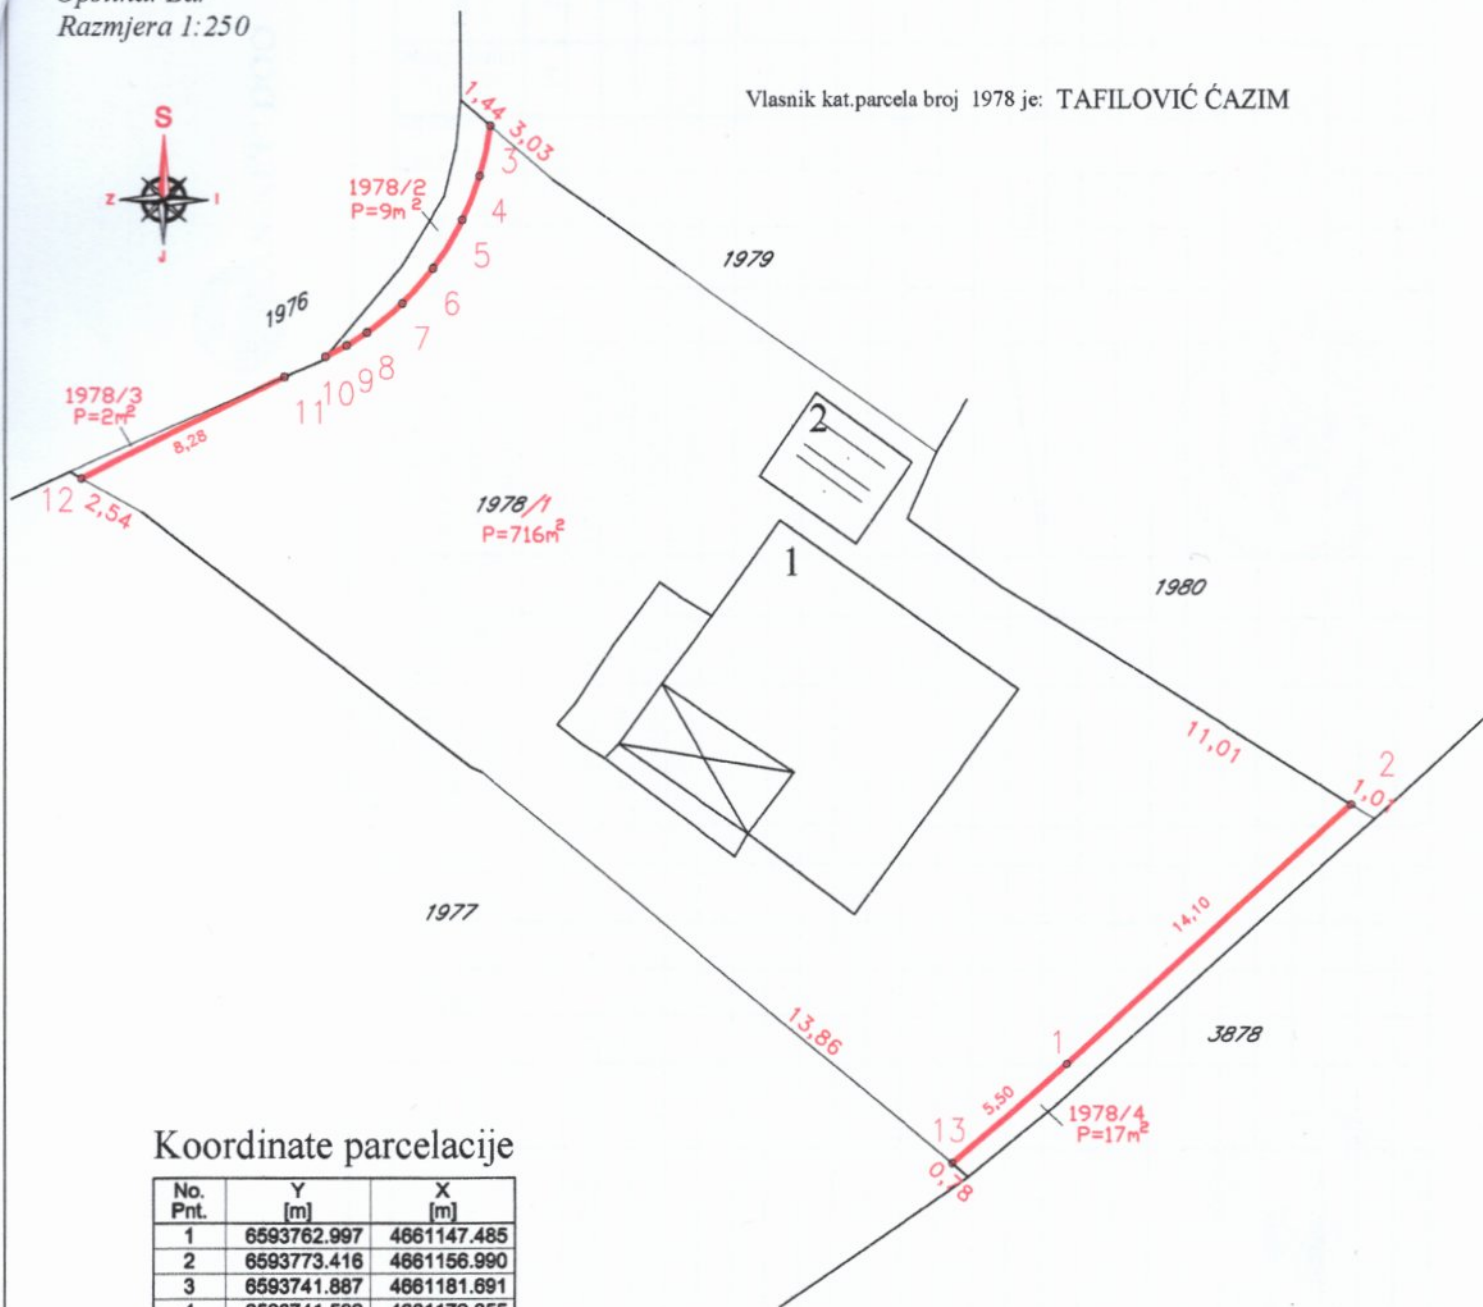 Razmjera 1:250
Vlasnik kat.parcela broj 1978 je: TAFILOVIĆ ĆAZIM
S
Z
I
J
1,44
3,03
3
1978/2
P=9m²
4
5
1979
6
1976
7
8
9
10
11
1978/3
P=2m²
8,28
2
12
2,54
1978/1
P=716m²
1
1980
11,01
2
1,01
1977
14,10
13,86
3878
1
5,50
1978/4
P=17m²
13
0,78
Koordinate parcelacije
No. Pnt. Y [m] X [m]
1 6593762.997 4661147.485
2 6593773.416 4661156.990
3 6593741.887 4661181.691